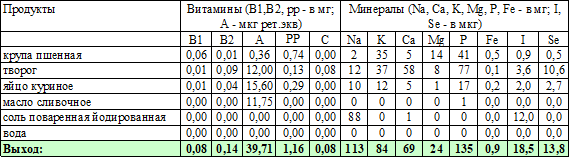 Продукты Витамины (B1,B2, рр - в мг; Минералы (Na, Ca, K, Mg, P, Fe - в мг; I,
А - мкг рет.экв) Se - в мкг)
B1 B2 A PP C Na K Ca Mg P Fe I Se
крупа пшенная 0,06 0,01 0,36 0,74 0,00 2 35 5 14 41 0,5 0,9 0,5
творог 0,01 0,09 12,00 0,13 0,08 12 37 58 8 77 0,1 3,6 10,6
яйцо куриное 0,01 0,04 15,60 0,29 0,00 10 12 5 1 17 0,2 2,0 2,7
масло сливочное 0,00 0,00 11,75 0,00 0,00 0 0 0 0 1 0,0 0,0 0,0
соль поваренная йодированная 0,00 0,00 0,00 0,00 0,00 88 0 1 0 0 0,0 12,0 0,0
вода 0,00 0,00 0,00 0,00 0,00 0 0 0 0 0 0,0 0,0 0,0
Выход: 0,08 0,14 39,71 1,16 0,08 113 84 69 24 135 0,9 18,5 13,8